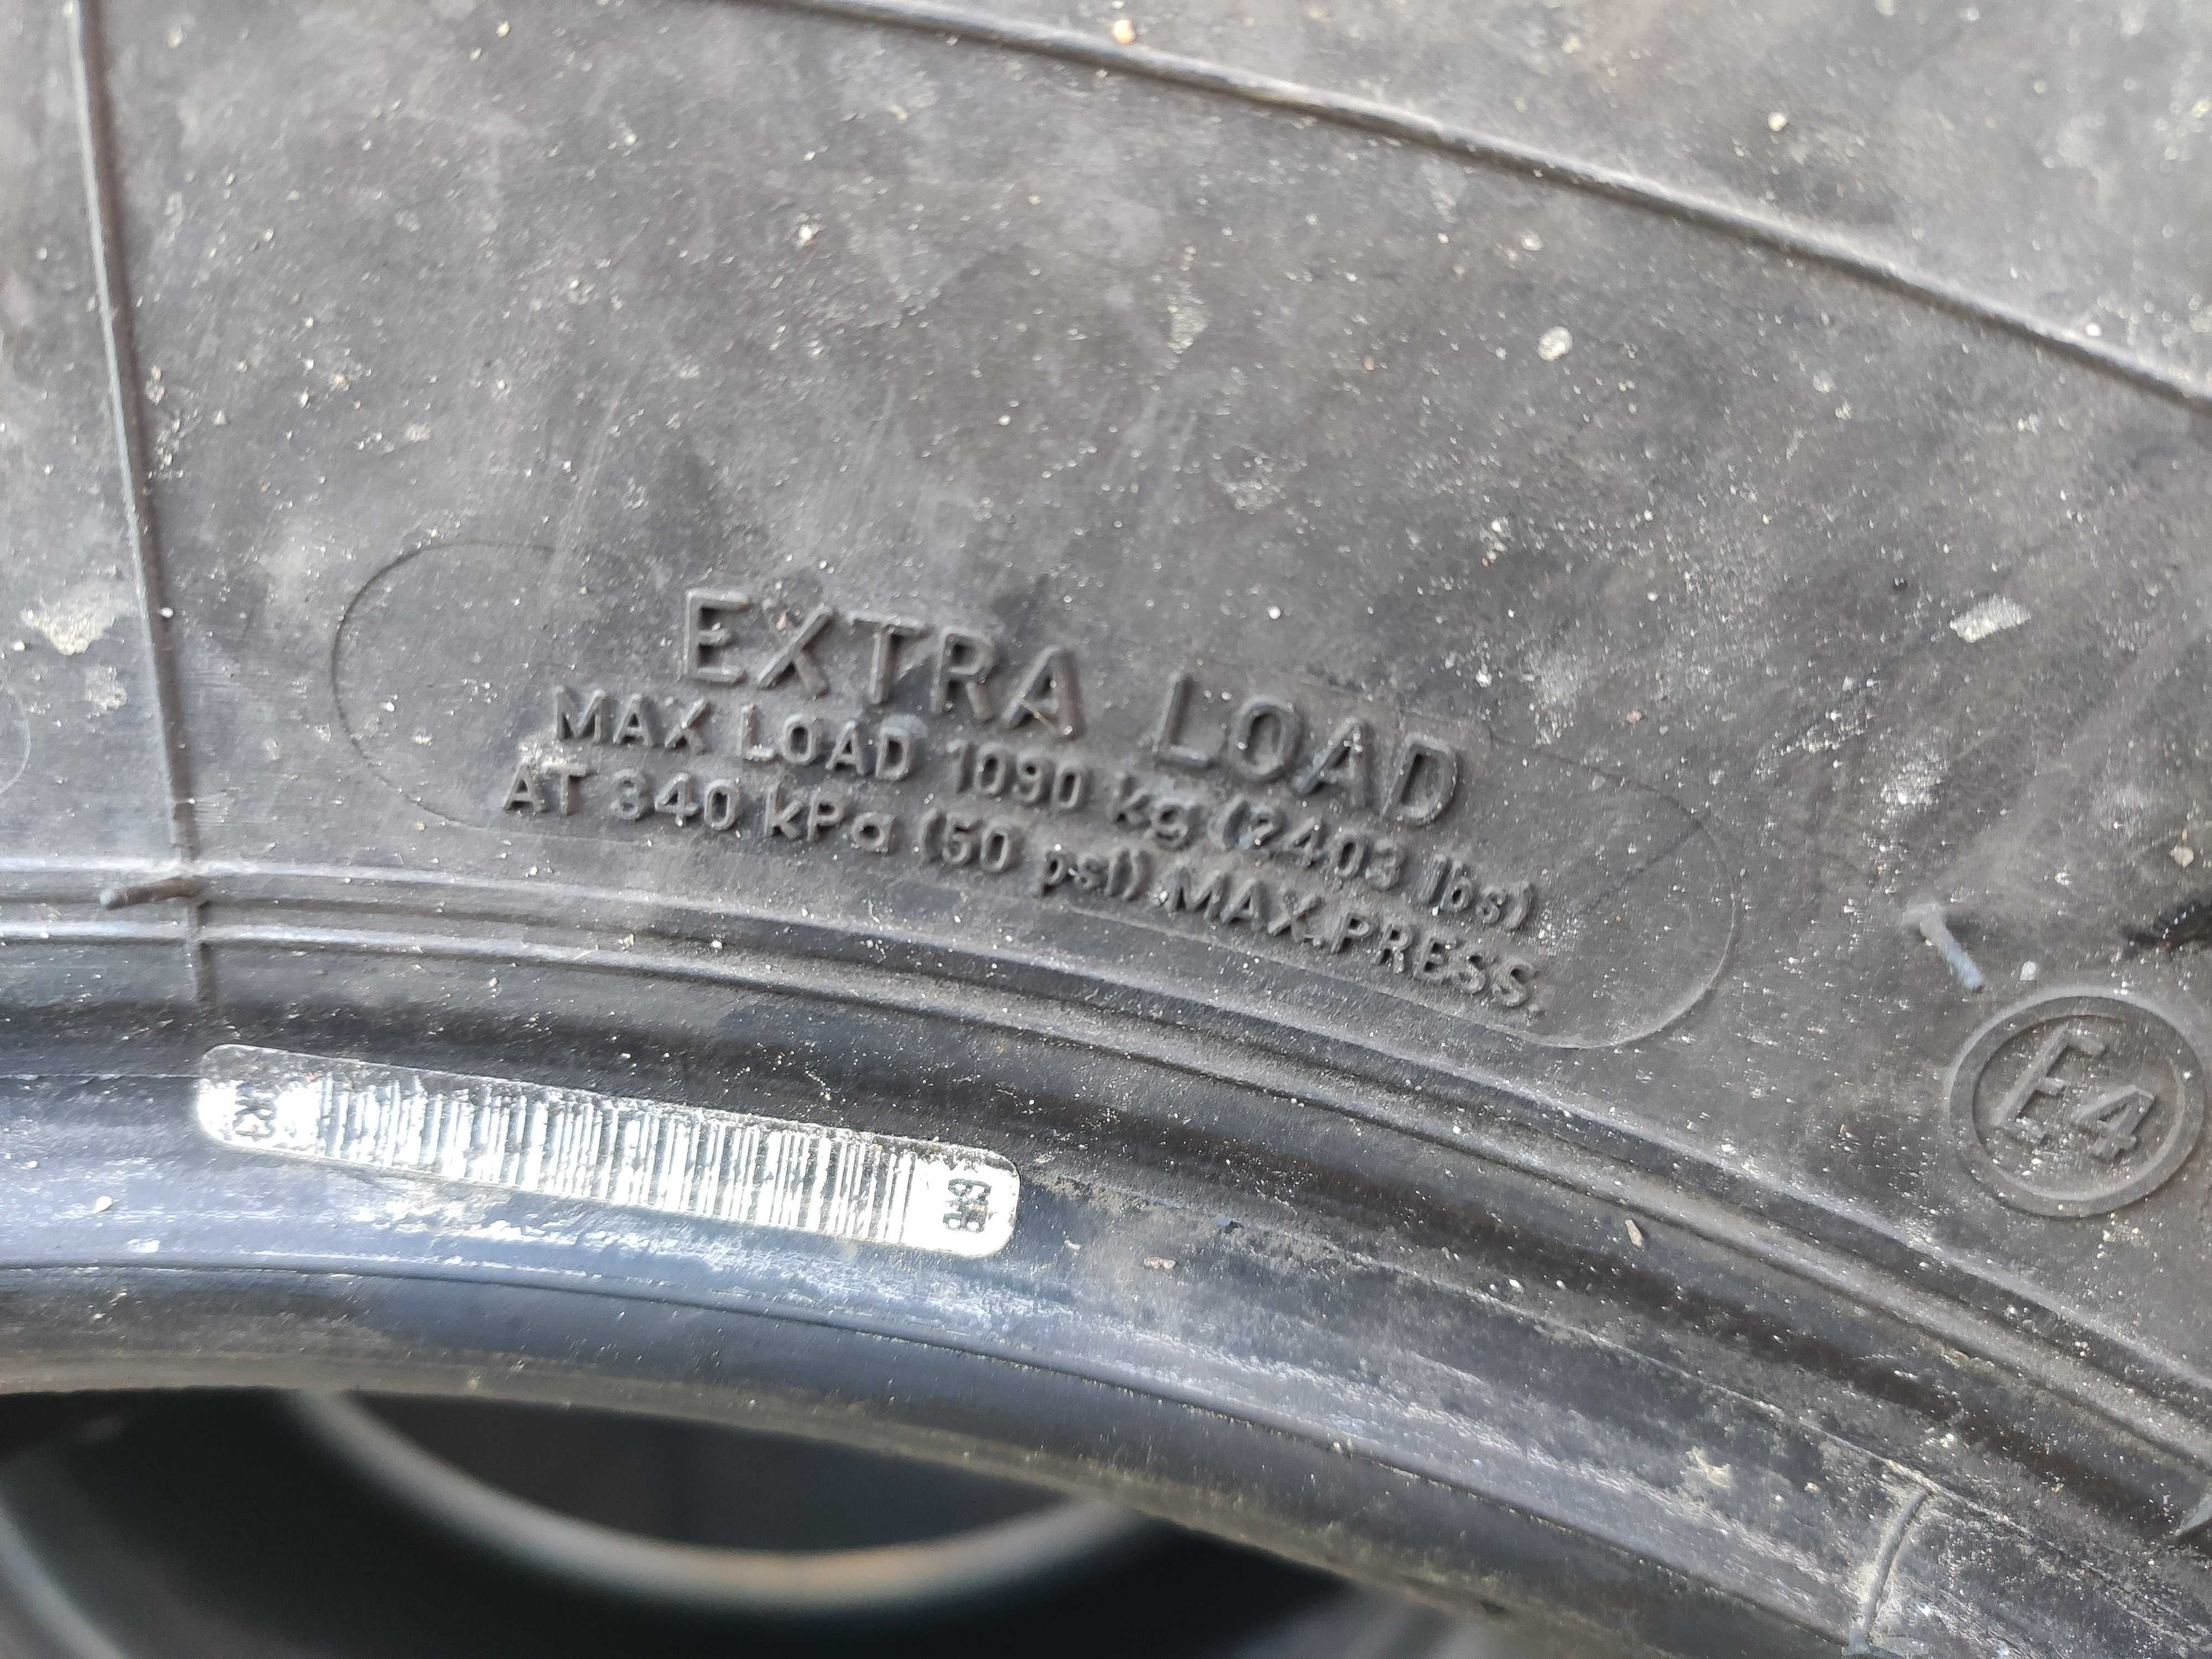 EXTRA LOAD
MAX LOAD 1090 kg (2403 lbs)
AT 340 kPa (50 psi) MAX.PRESS.
E4